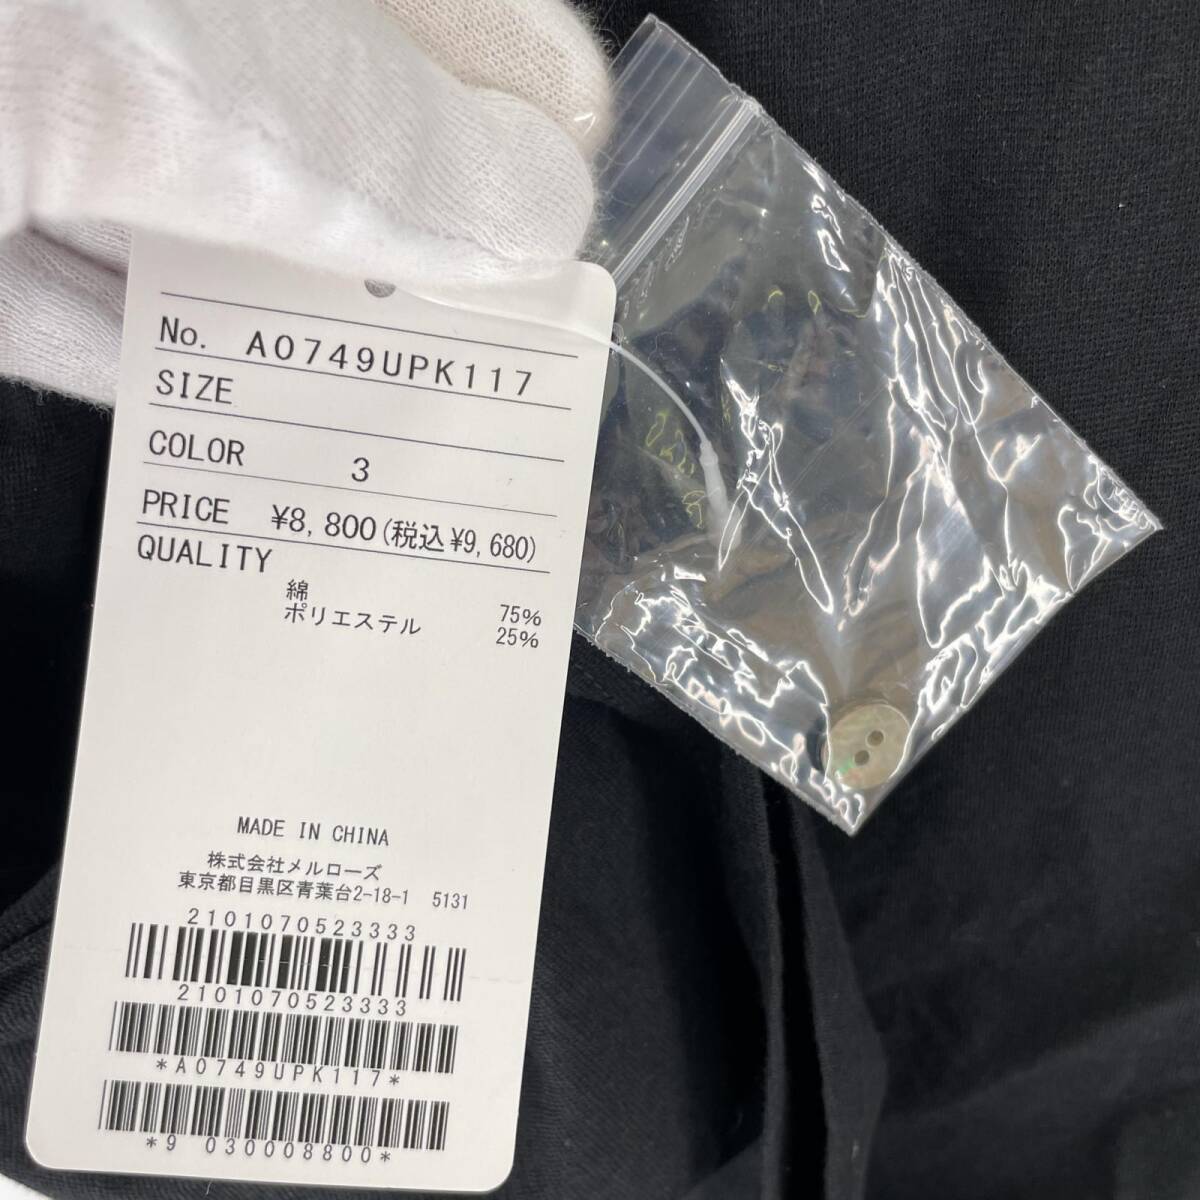 No. A0749UPK117
SIZE
COLOR 3
PRICE ¥8,800(税込¥9,680)
QUALITY
綿 75%
ポリエステル 25%
MADE IN CHINA
株式会社メルローズ
東京都目黒区青葉台2-18-1 5131
2101070523333
2101070523333
*A0749UPK117*
*9 030008800*